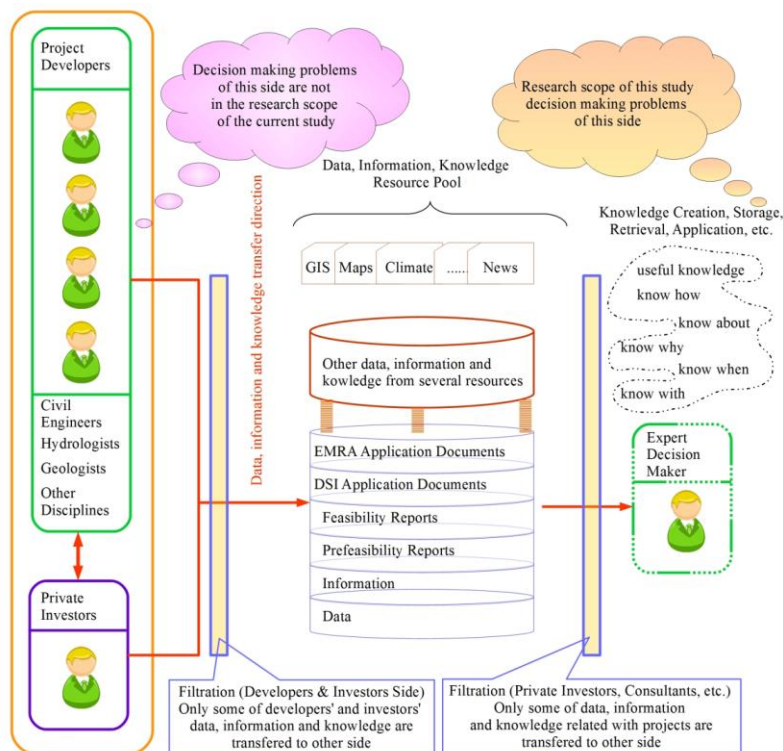 Project
Developers
Civil
Engineers
Hydrologists
Geologists
Other
Disciplines
Private
Investors
Decision making problems
of this side are not
in the research scope
of the current study
Research scope of this study
decision making problems
of this side
Data, information and knowledge transfer direction
Data, Information, Knowledge
Resource Pool
GIS Maps Climate ...... News
Other data, information and
kowledge from several resources
EMRA Application Documents
DSI Application Documents
Feasibility Reports
Prefeasibility Reports
Information
Data
Knowledge Creation, Storage,
Retrieval, Application, etc.
useful knowledge
know how
know about
know why
know when
know with
Expert
Decision
Maker
Filtration (Developers & Investors Side)
Only some of developers' and investors'
data, information and knowledge are
transfered to other side
Filtration (Private Investors, Consultants, etc.)
Only some of data, information
and knowledge related with projects are
transfered to other side